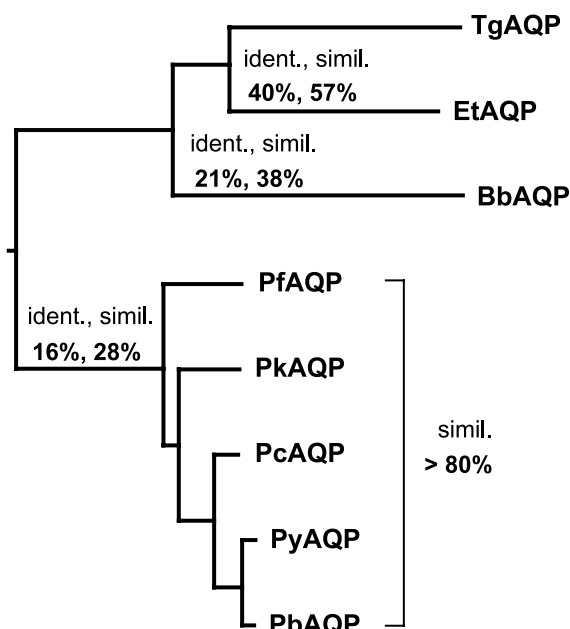 TgAQP
ident., simil.
40%, 57%
EtAQP
ident., simil.
21%, 38%
BbAQP
PfAQP
ident., simil.
16%, 28%
PkAQP
simil.
> 80%
PcAQP
PyAQP
PbAQP